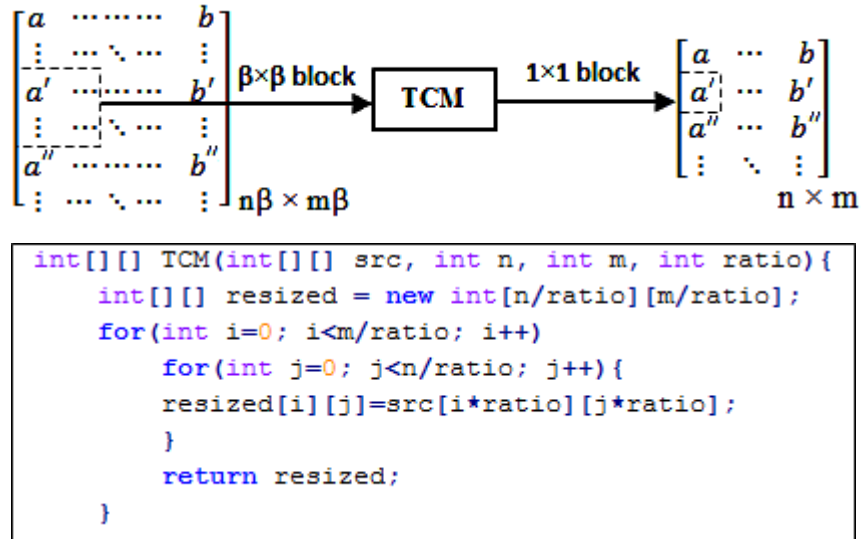 a ⋯⋯⋯ b
⋮ ⋯ ⋱ ⋯ ⋮
a′ ⋯⋯⋯ b′
⋮ ⋯ ⋱ ⋯ ⋮
a″ ⋯⋯⋯ b″
⋮ ⋯ ⋱ ⋯ ⋮
nβ × mβ
β×β block
TCM
1×1 block
a ⋯ b
a′ ⋯ b′
a″ ⋯ b″
⋮ ⋱ ⋮
n × m
int[][] TCM(int[][] src, int n, int m, int ratio){
    int[][] resized = new int[n/ratio][m/ratio];
    for(int i=0; i<m/ratio; i++)
        for(int j=0; j<n/ratio; j++){
        resized[i][j]=src[i*ratio][j*ratio];
        }
        return resized;
    }